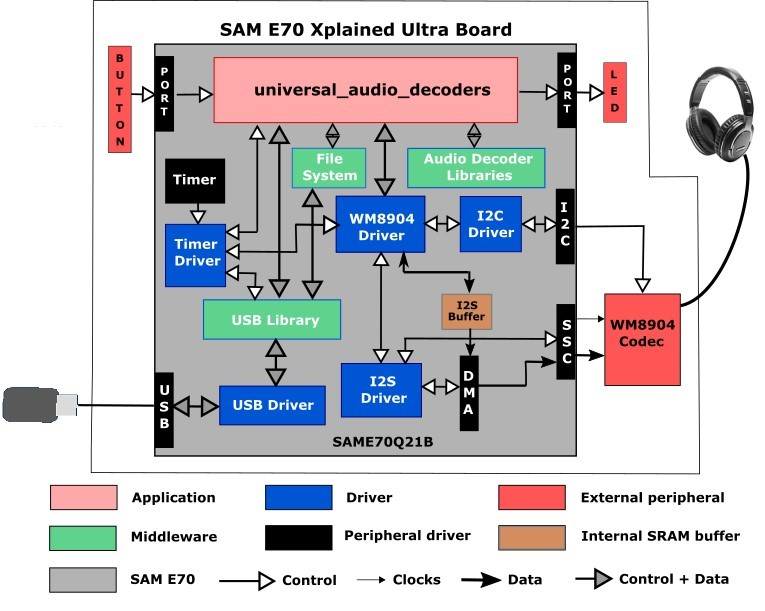 SAM E70 Xplained Ultra Board
BUTTON
PORT
universal_audio_decoders
PORT
LED
File
System
Audio Decoder
Libraries
Timer
Timer
Driver
WM8904
Driver
I2C
Driver
I2C
USB Library
I2S
Buffer
SSC
WM8904
Codec
USB
USB Driver
I2S
Driver
DMA
SAME70Q21B
Application
Driver
External peripheral
Middleware
Peripheral driver
Internal SRAM buffer
SAM E70
Control
Clocks
Data
Control + Data